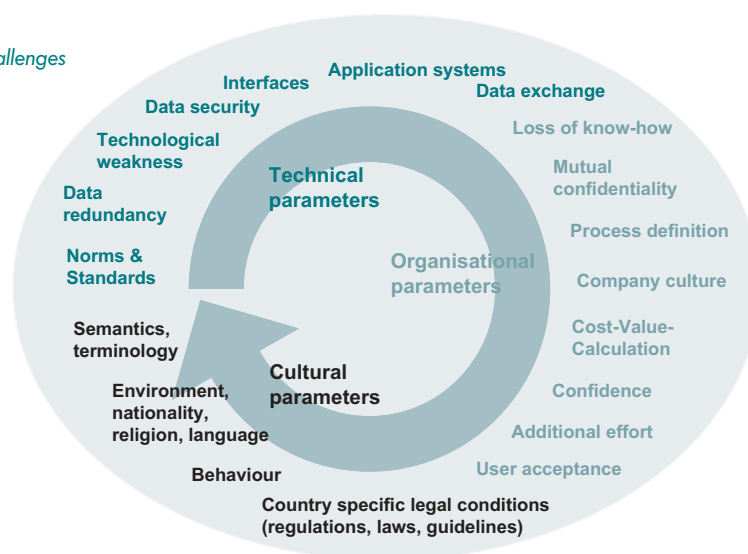 Application systems
Interfaces
Data exchange
Data security
Loss of know-how
Technological
weakness
Technical
parameters
Mutual
confidentiality
Data
redundancy
Process definition
Organisational
parameters
Norms &
Standards
Company culture
Semantics,
terminology
Cost-Value-
Calculation
Cultural
parameters
Environment,
nationality,
religion, language
Confidence
Additional effort
Behaviour
User acceptance
Country specific legal conditions
(regulations, laws, guidelines)